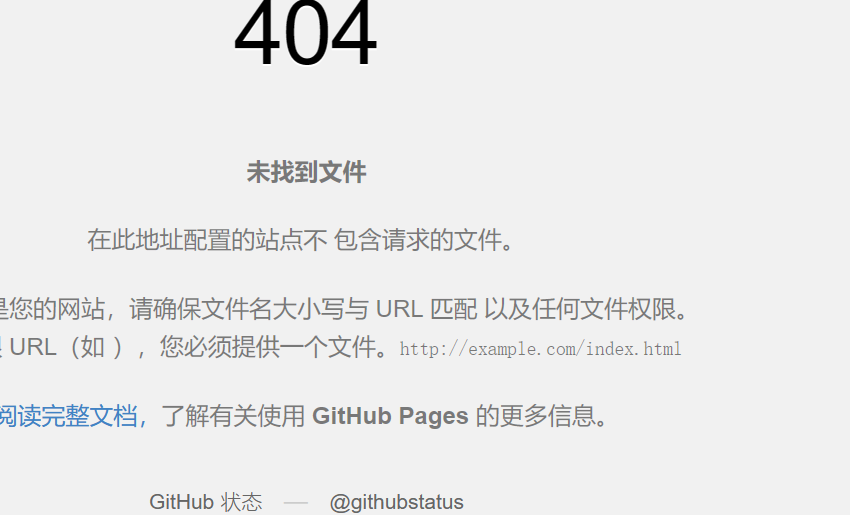 404
未找到文件
在此地址配置的站点不 包含请求的文件。
是您的网站，请确保文件名大小写与 URL 匹配 以及任何文件权限。
URL（如 ），您必须提供一个文件。http://example.com/index.html
阅读完整文档，了解有关使用 GitHub Pages 的更多信息。
GitHub 状态 — @githubstatus